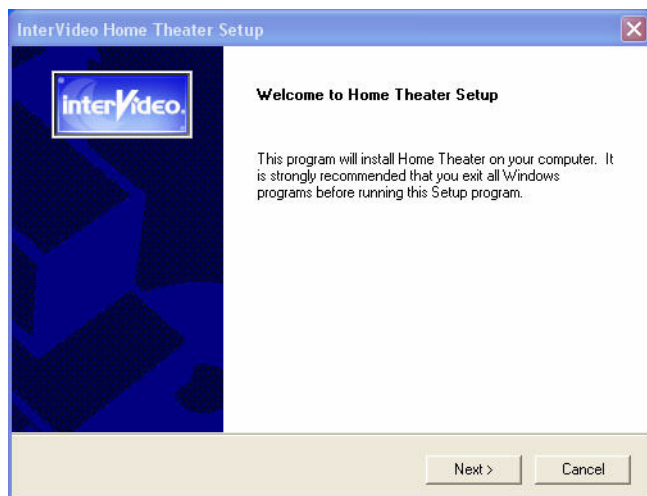 InterVideo Home Theater Setup
interVideo.
Welcome to Home Theater Setup
This program will install Home Theater on your computer. It
is strongly recommended that you exit all Windows
programs before running this Setup program.
Next >
Cancel